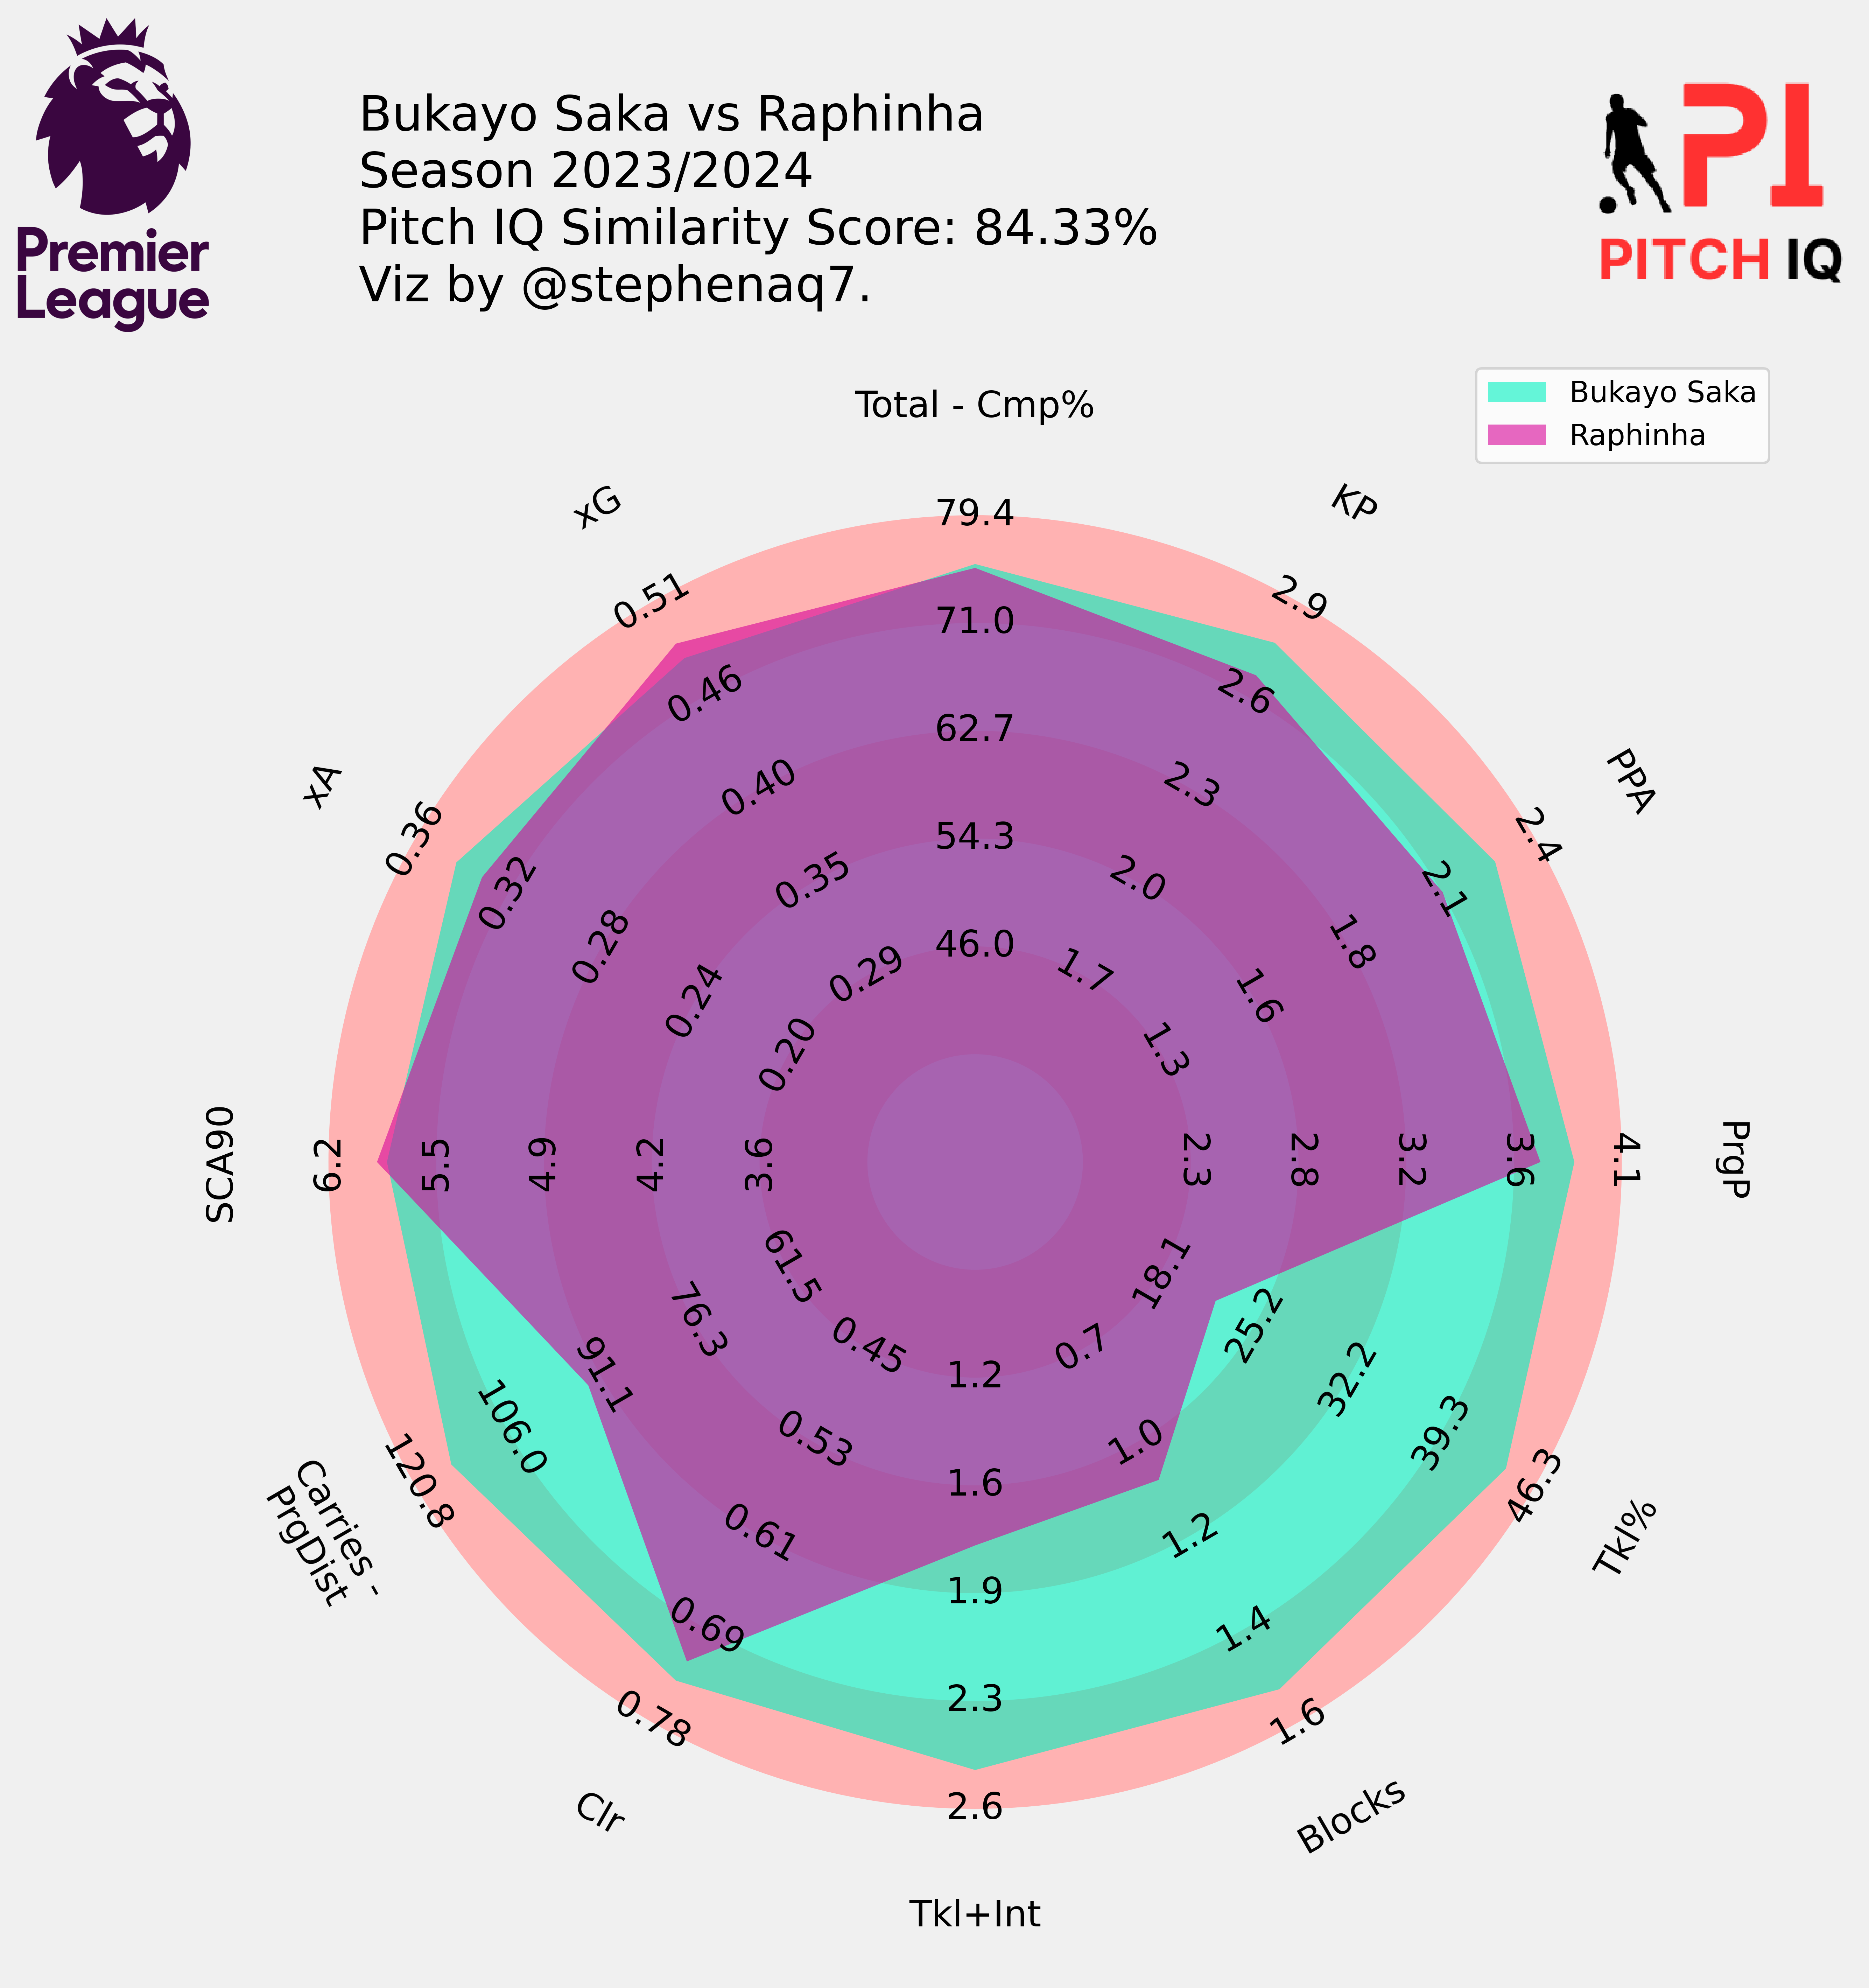 Premier
League
Bukayo Saka vs Raphinha
Season 2023/2024
Pitch IQ Similarity Score: 84.33%
Viz by @stephenaq7.
PI
PITCH IQ
Bukayo Saka
Raphinha
Total - Cmp%
46.0
54.3
62.7
71.0
79.4
KP
1.7
2.0
2.3
2.6
2.9
PPA
1.3
1.6
1.8
2.1
2.4
PrgP
2.3
2.8
3.2
3.6
4.1
Tkl%
18.1
25.2
32.2
39.3
46.3
Blocks
0.7
1.0
1.2
1.4
1.6
Tkl+Int
1.2
1.6
1.9
2.3
2.6
Clr
0.45
0.53
0.61
0.69
0.78
Carries -
PrgDist
61.5
76.3
91.1
106.0
120.8
SCA90
3.6
4.2
4.9
5.5
6.2
xA
0.20
0.24
0.28
0.32
0.36
xG
0.29
0.35
0.40
0.46
0.51